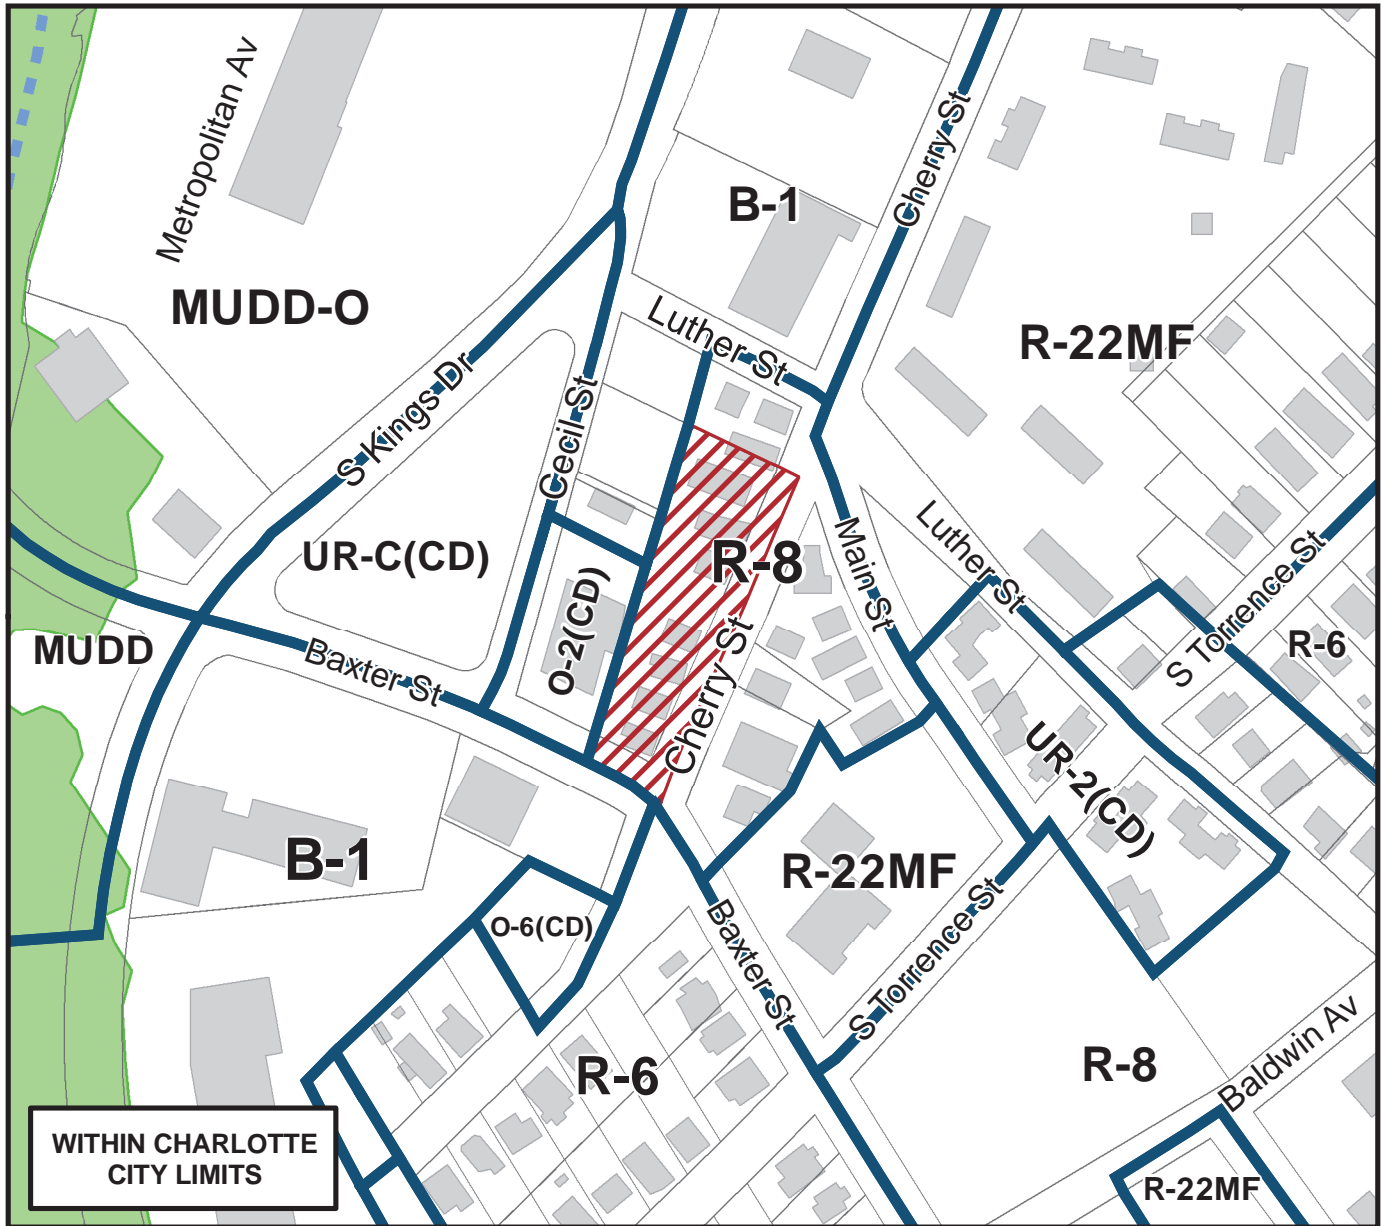 Metropolitan Av
Cherry St
B-1
MUDD-O
Luther St
R-22MF
S Kings Dr
Cecil St
Main St
Luther St
UR-C(CD)
R-8
O-2(CD)
S Torrence St
R-6
MUDD
Baxter St
Cherry St
UR-2(CD)
B-1
R-22MF
O-6(CD)
Baxter St
S Torrence St
R-6
R-8
Baldwin Av
R-22MF
WITHIN CHARLOTTE
CITY LIMITS